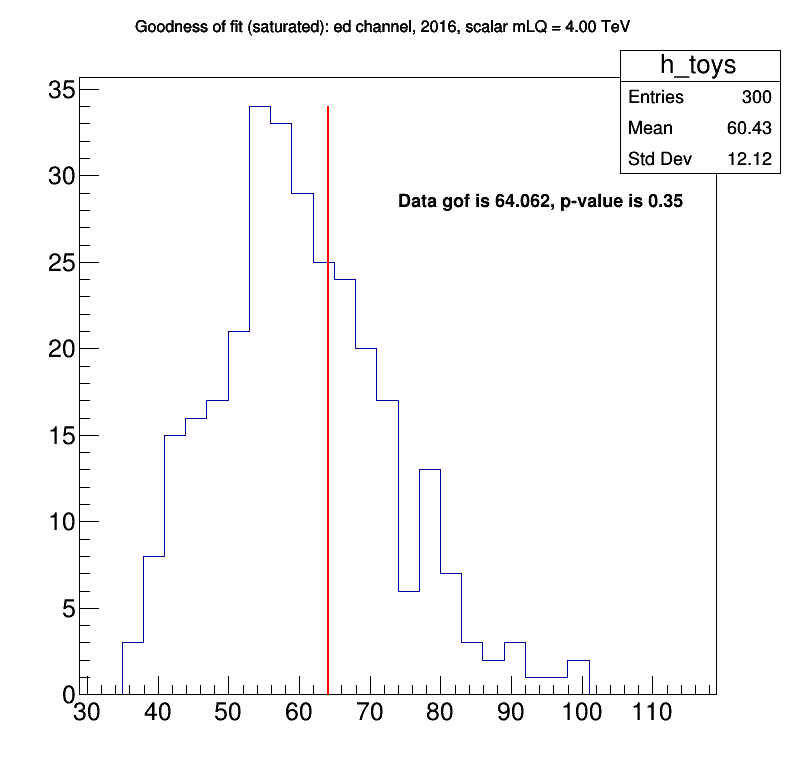 Goodness of fit (saturated): ed channel, 2016, scalar mLQ = 4.00 TeV
h_toys
Entries 300
Mean 60.43
Std Dev 12.12
Data gof is 64.062, p-value is 0.35
35
30
25
20
15
10
5
0
30 40 50 60 70 80 90 100 110